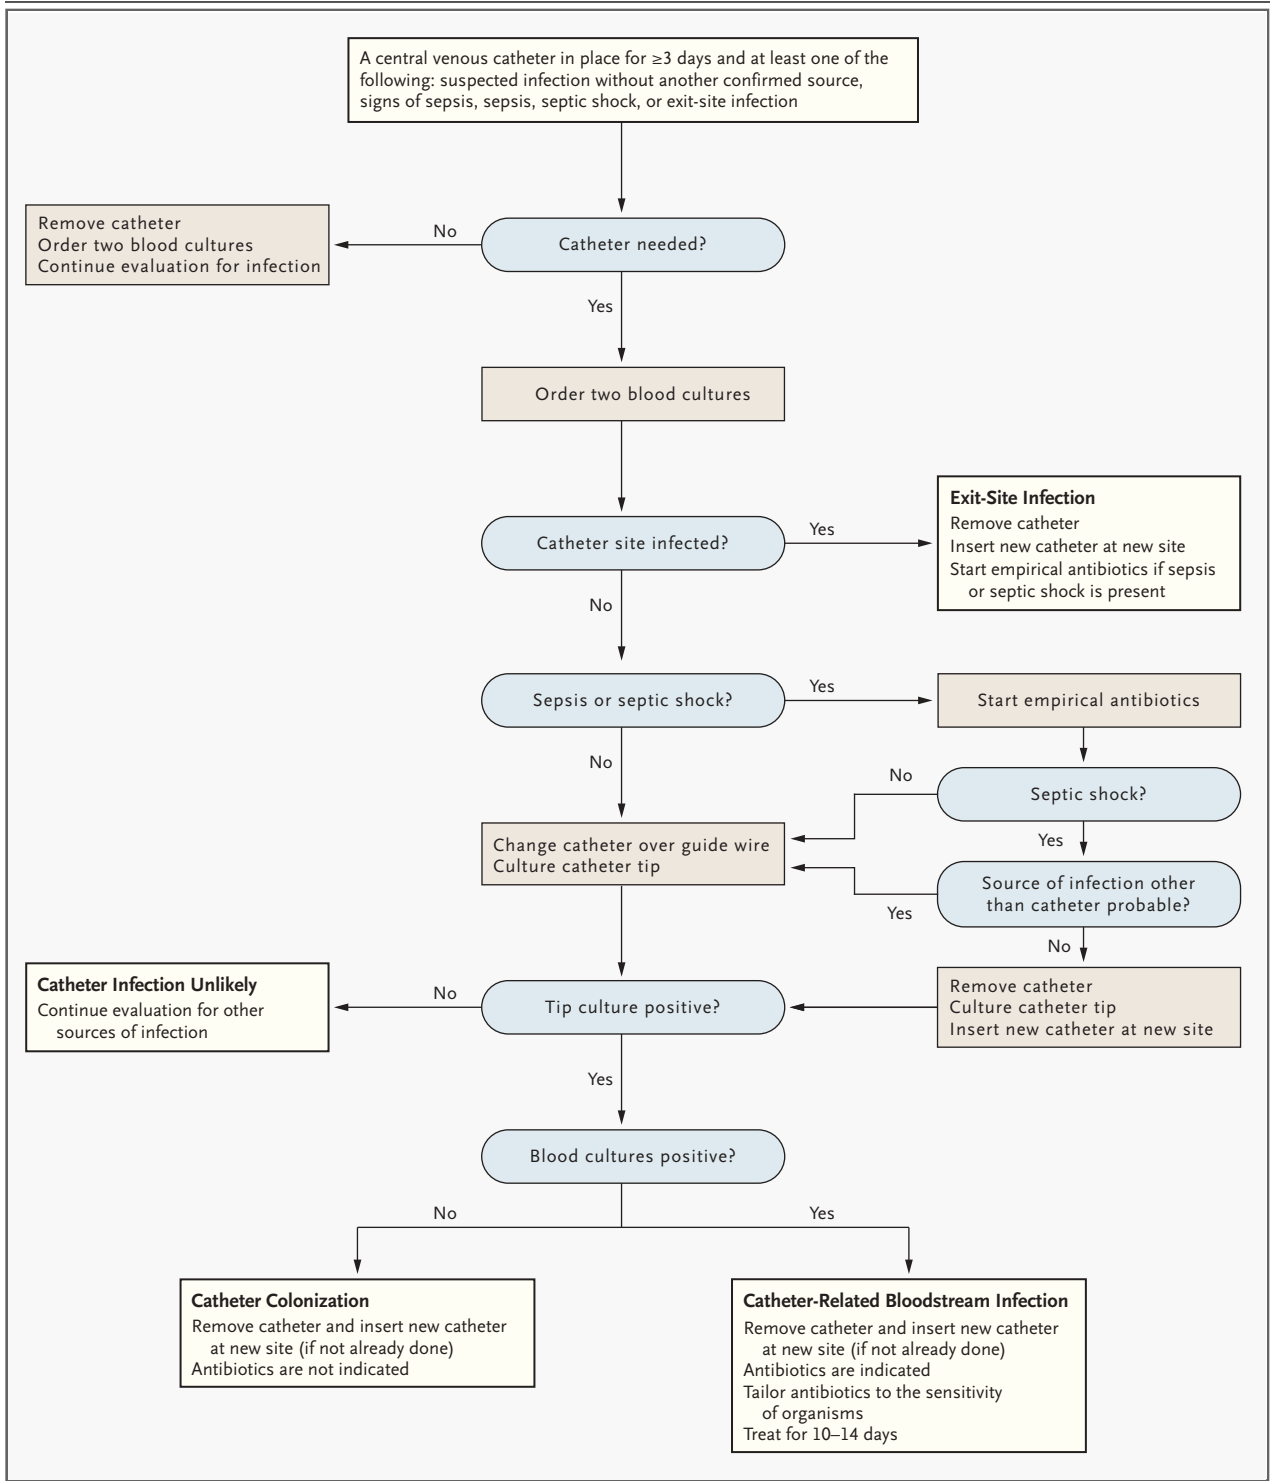 A central venous catheter in place for ≥3 days and at least one of the
following: suspected infection without another confirmed source,
signs of sepsis, sepsis, septic shock, or exit-site infection
Remove catheter
Order two blood cultures
Continue evaluation for infection
No
Catheter needed?
Yes
Order two blood cultures
Catheter site infected?
Yes
Exit-Site Infection
Remove catheter
Insert new catheter at new site
Start empirical antibiotics if sepsis
or septic shock is present
No
Sepsis or septic shock?
Yes
Start empirical antibiotics
No
No
Septic shock?
Yes
Change catheter over guide wire
Culture catheter tip
Source of infection other
than catheter probable?
Yes
No
Catheter Infection Unlikely
Continue evaluation for other
sources of infection
No
Tip culture positive?
Remove catheter
Culture catheter tip
Insert new catheter at new site
Yes
Blood cultures positive?
No
Yes
Catheter Colonization
Remove catheter and insert new catheter
at new site (if not already done)
Antibiotics are not indicated
Catheter-Related Bloodstream Infection
Remove catheter and insert new catheter
at new site (if not already done)
Antibiotics are indicated
Tailor antibiotics to the sensitivity
of organisms
Treat for 10–14 days